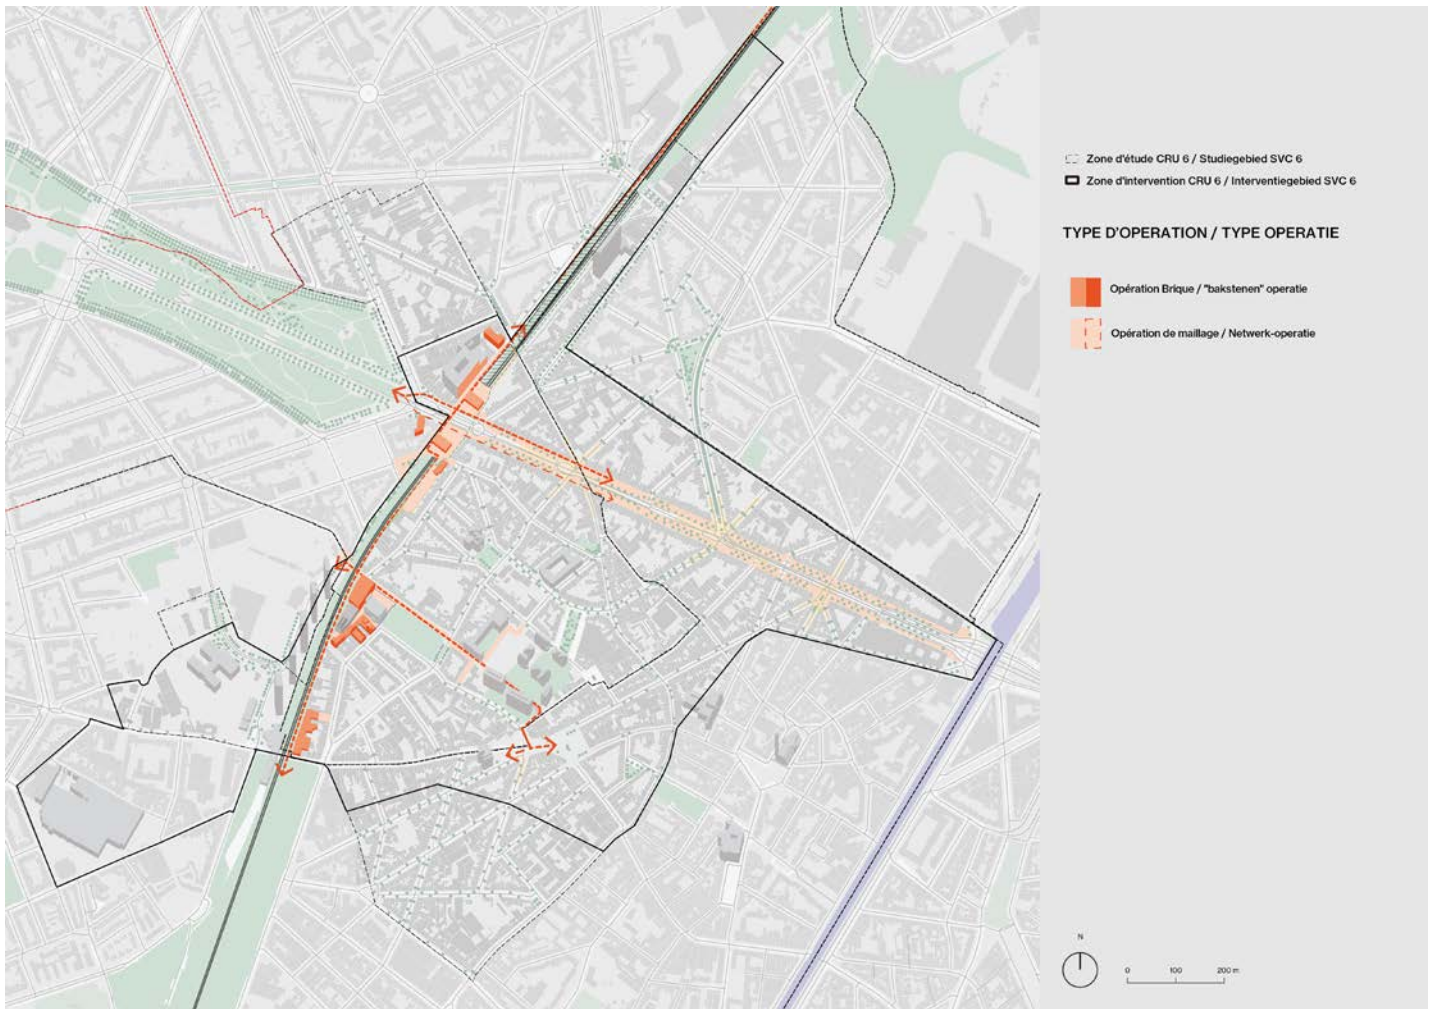 Zone d'étude CRU 6 / Studiegebied SVC 6
Zone d'intervention CRU 6 / Interventiegebied SVC 6
TYPE D'OPERATION / TYPE OPERATIE
Opération Brique / "bakstenen" operatie
Opération de maillage / Netwerk-operatie
N
0 100 200 m